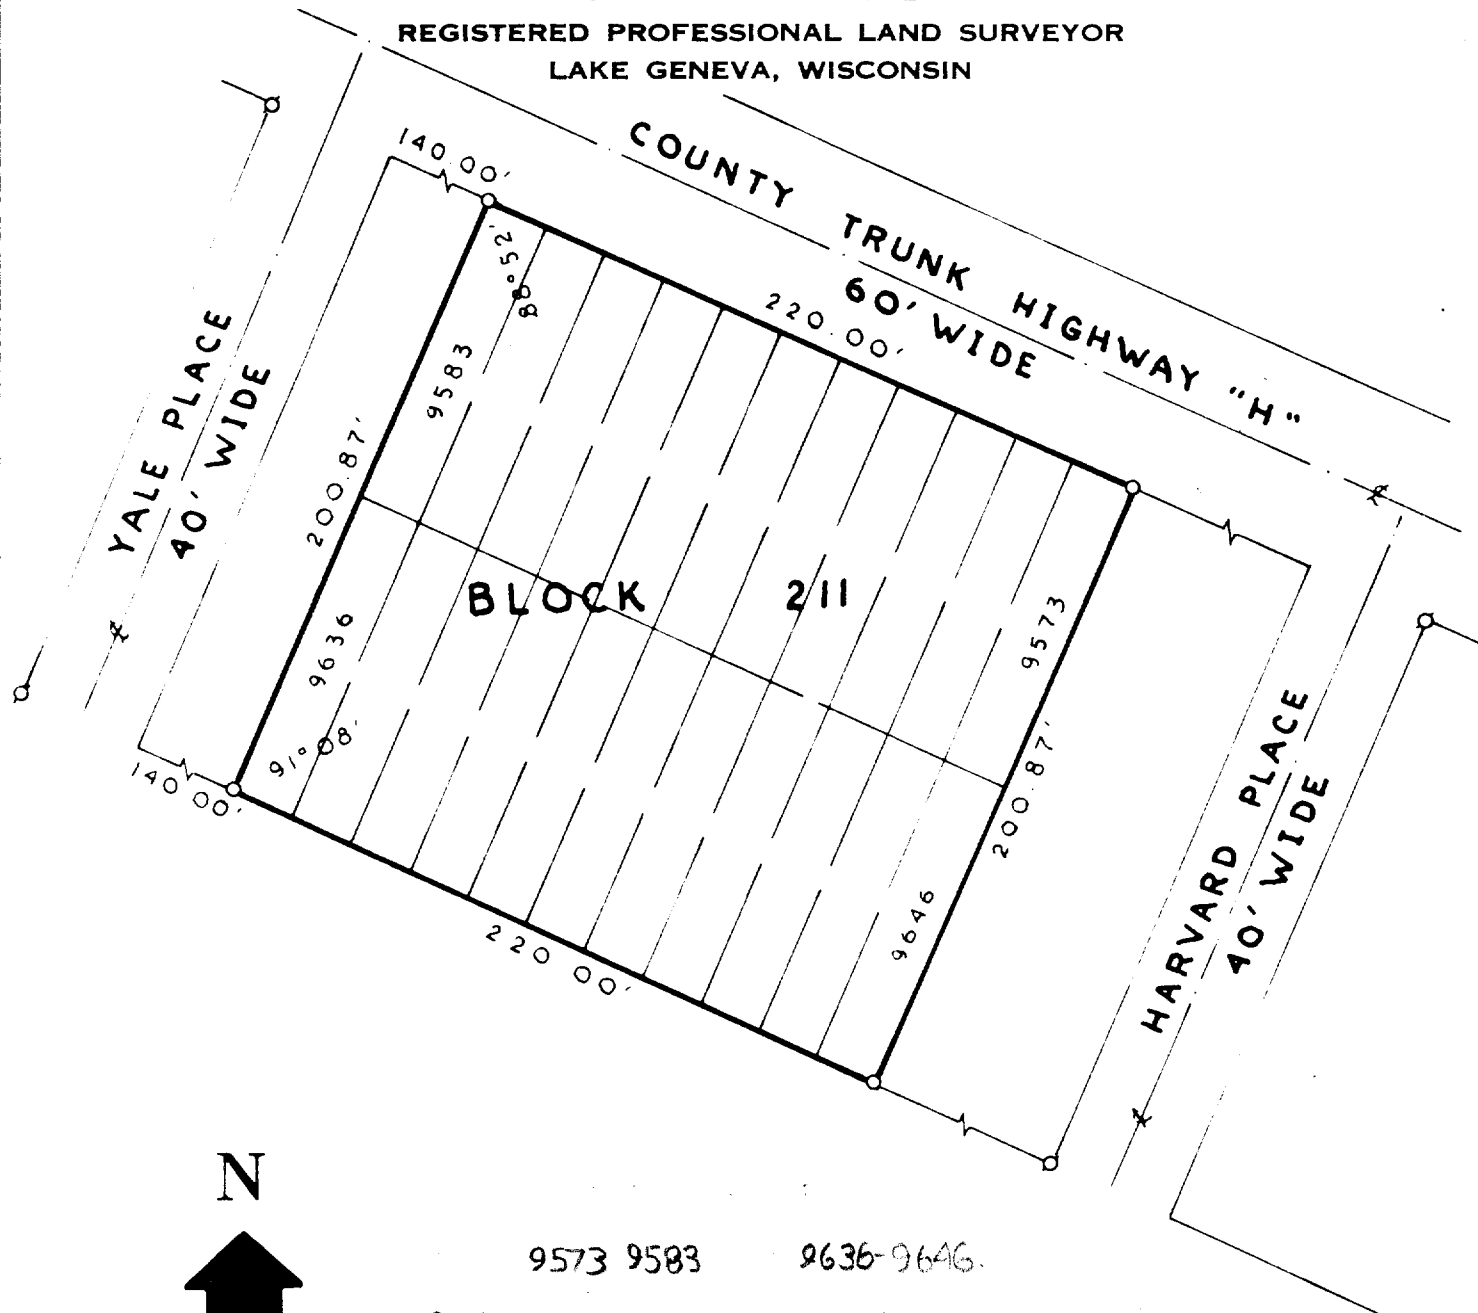 REGISTERED PROFESSIONAL LAND SURVEYOR
LAKE GENEVA, WISCONSIN
COUNTY TRUNK HIGHWAY "H"
60' WIDE
140.00'
88°52'
220.00'
YALE PLACE
40' WIDE
9583
200.87'
BLOCK 211
9573
9636
91°08'
140 00'
200.87'
HARVARD PLACE
40' WIDE
9646
220 00'
N
9573 9583 9636-9646.